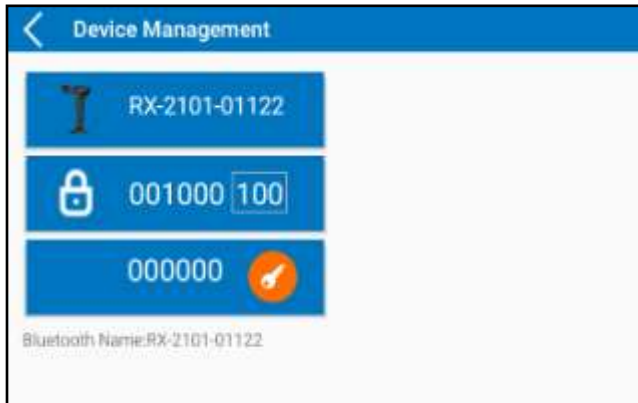 Device Management
RX-2101-01122
001000 100
000000
Bluetooth Name:RX-2101-01122